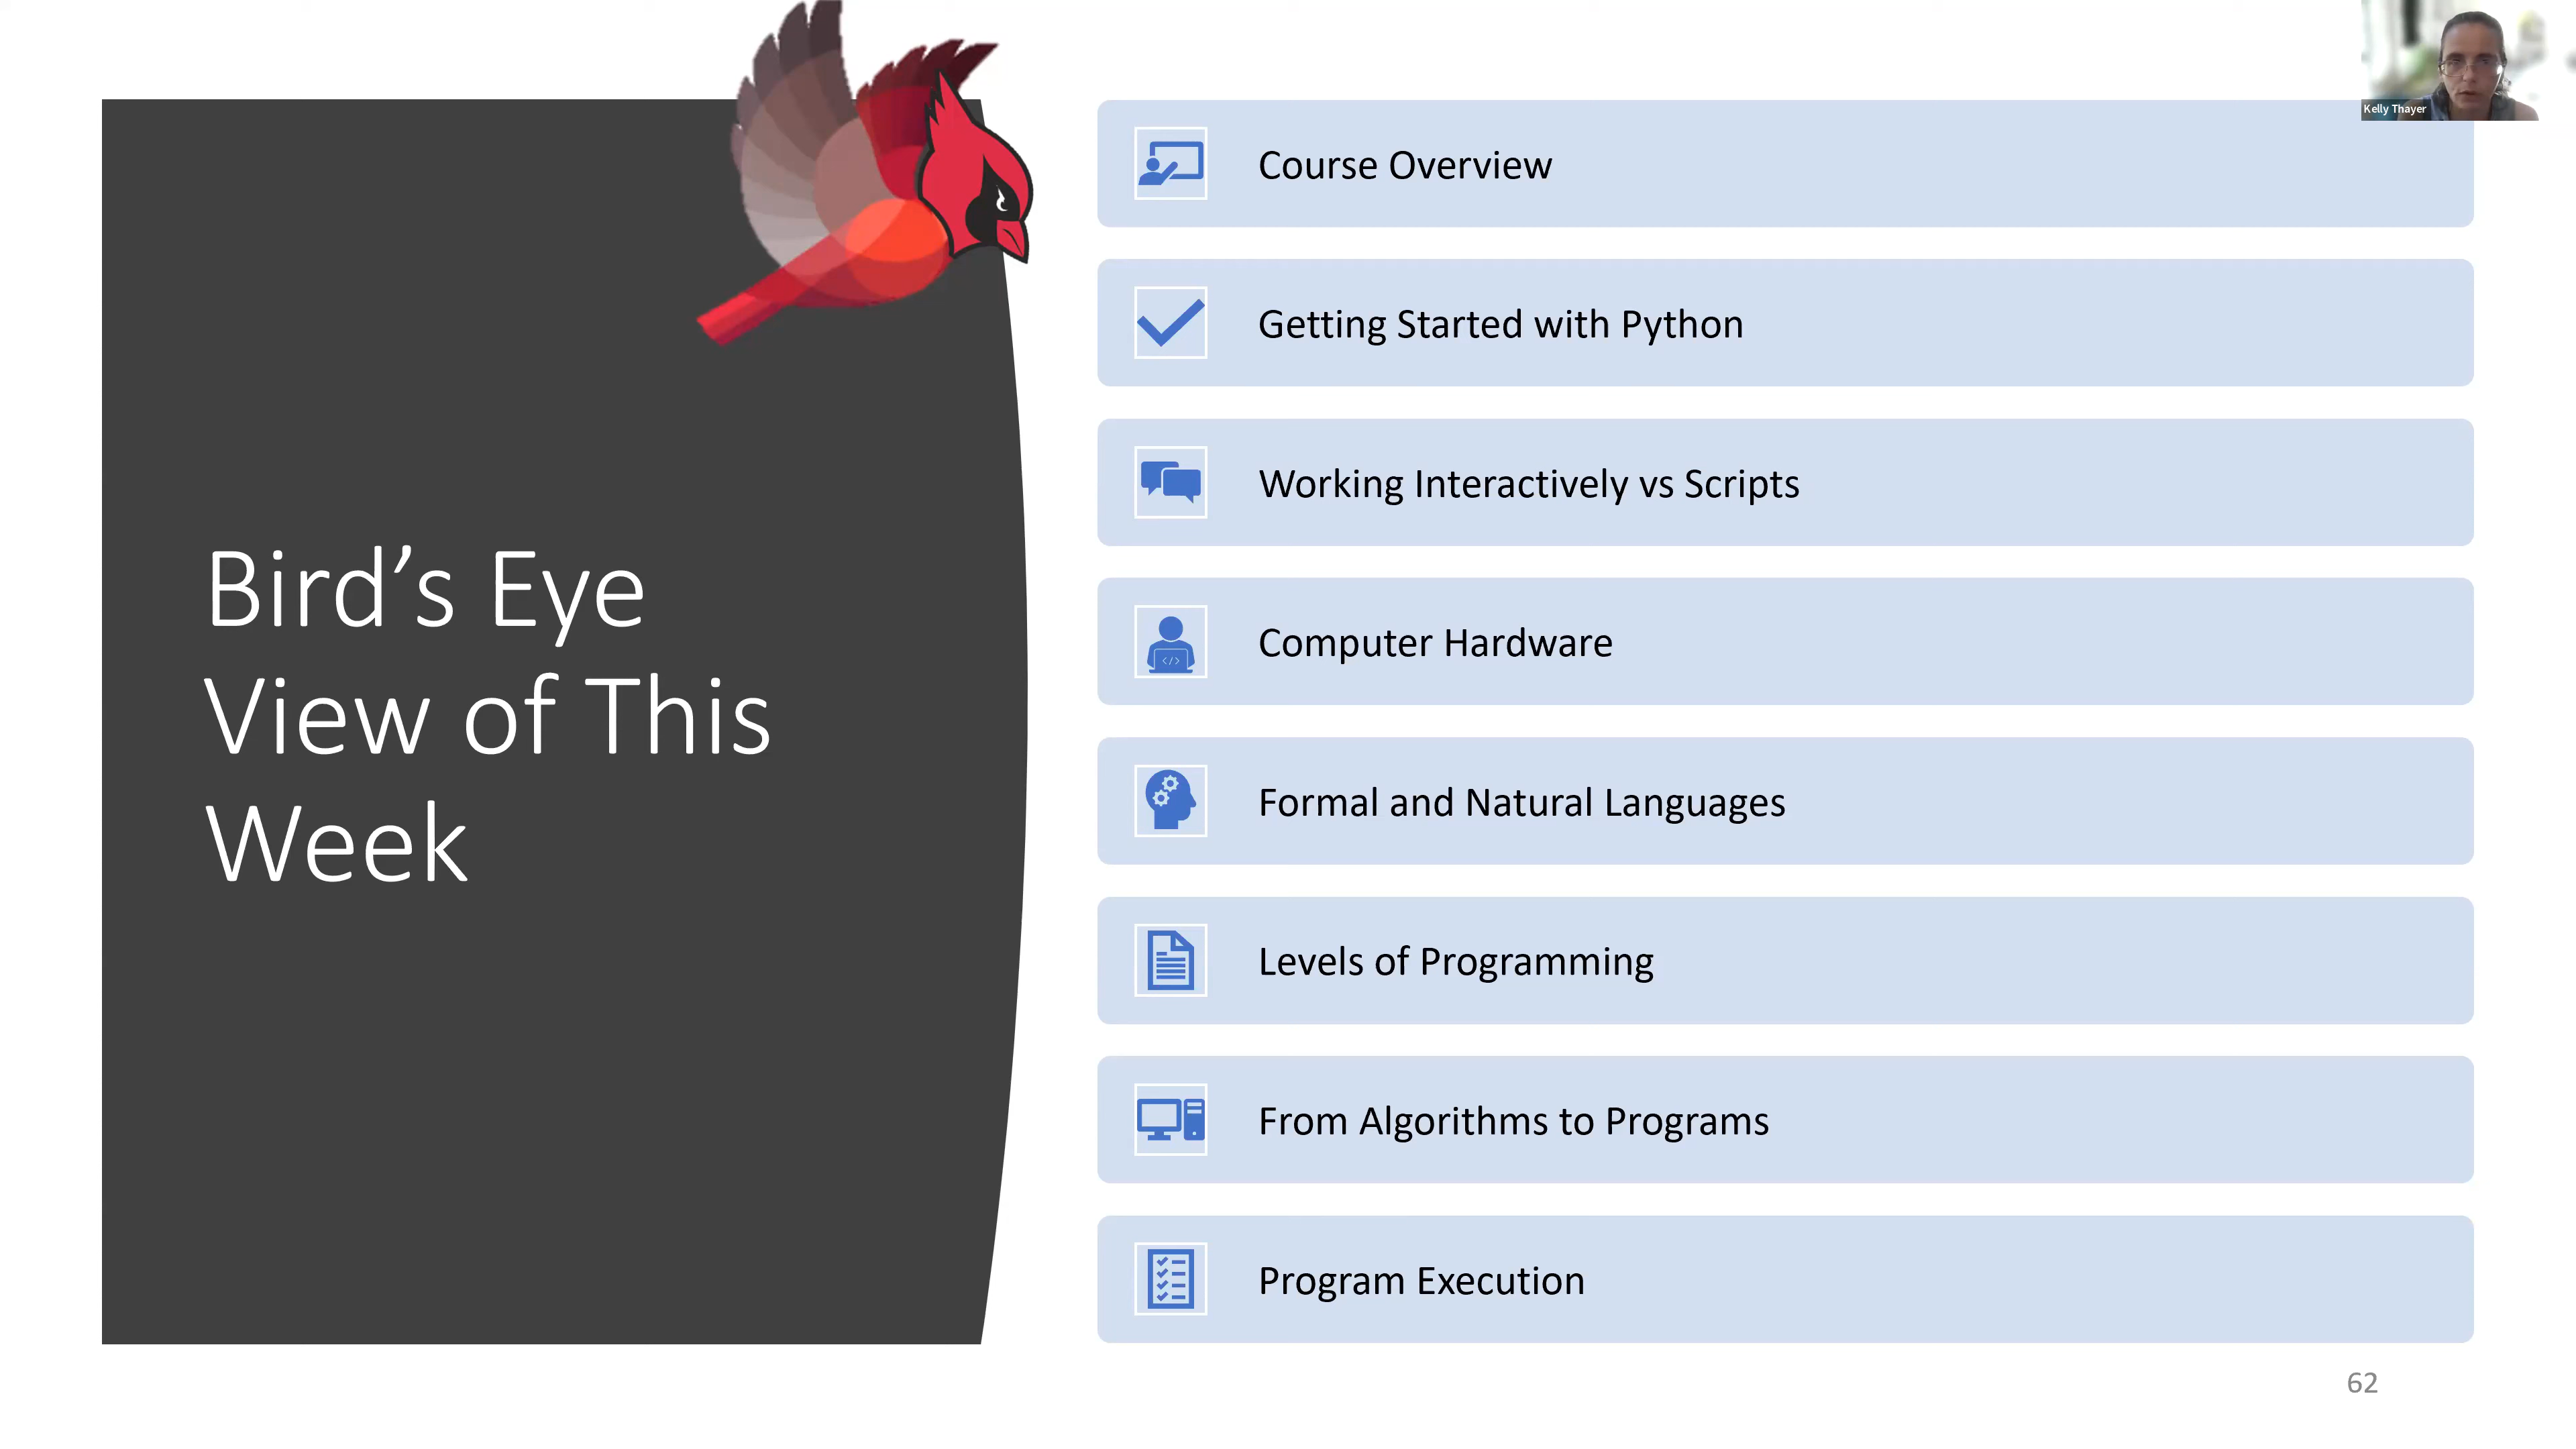 Bird’s Eye
View of This
Week
Kelly Thayer
Course Overview
Getting Started with Python
Working Interactively vs Scripts
Computer Hardware
</>
Formal and Natural Languages
Levels of Programming
From Algorithms to Programs
Program Execution
62